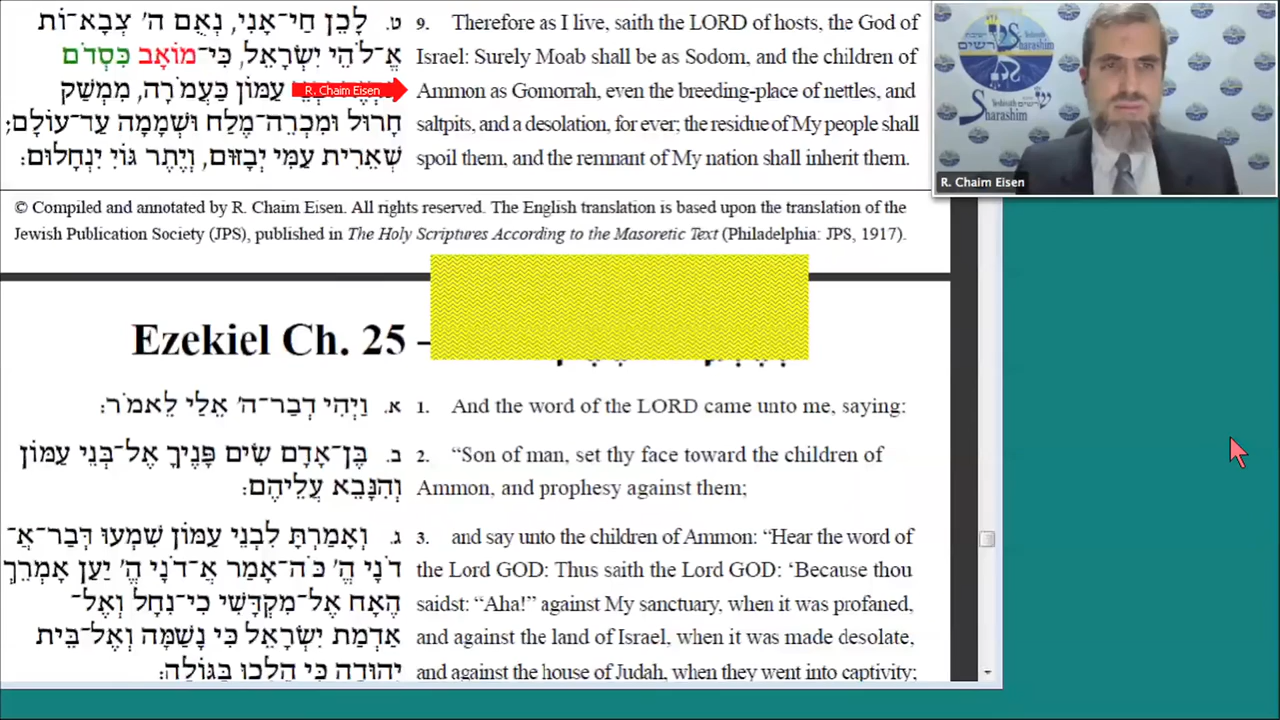 ט. לָכֵן חַי־אָנִי, נְאֻם ה' צְבָא־וֹת
אֱ־לֹהֵי יִשְׂרָאֵל, כִּי־מוֹאָב כִּסְדֹם
R. Chaim Eisen
עַמּוֹן כַּעֲמֹרָה, מִמְשַׁק
חָרוּל וּמִכְרֵה־מֶלַח וּשְׁמָמָה עַד־עוֹלָם;
שְׁאֵרִית עַמִּי יְבָזּוּם, וְיֶתֶר גּוֹיִ יִנְחָלוּם:
9. Therefore as I live, saith the LORD of hosts, the God of
Israel: Surely Moab shall be as Sodom, and the children of
Ammon as Gomorrah, even the breeding-place of nettles, and
saltpits, and a desolation, for ever; the residue of My people shall
spoil them, and the remnant of My nation shall inherit them.
© Compiled and annotated by R. Chaim Eisen. All rights reserved. The English translation is based upon the translation of the
Jewish Publication Society (JPS), published in The Holy Scriptures According to the Masoretic Text (Philadelphia: JPS, 1917).
Ezekiel Ch. 25 –
א. וַיְהִי דְבַר־ה' אֵלַי לֵאמֹר:
1. And the word of the LORD came unto me, saying:
ב. בֶּן־אָדָם שִׂים פָּנֶיךָ אֶל־בְּנֵי עַמּוֹן
וְהִנָּבֵא עֲלֵיהֶם:
2. “Son of man, set thy face toward the children of
Ammon, and prophesy against them;
ג. וְאָמַרְתָּ לִבְנֵי עַמּוֹן שִׁמְעוּ דְּבַר־אֲ־
דֹנָי הֱ' כֹּה־אָמַר אֲ־דֹנָי הֱ' יַעַן אָמְרֵךְ
הֶאָח אֶל־מִקְדָּשִׁי כִי־נִחָל וְאֶל־
אַדְמַת יִשְׂרָאֵל כִּי נָשַׁמָּה וְאֶל־בֵּית
יְהוּדָה כִּי הָלְכוּ בַּגּוֹלָה:
3. and say unto the children of Ammon: “Hear the word of
the Lord GOD: Thus saith the Lord GOD: ‘Because thou
saidst: “Aha!” against My sanctuary, when it was profaned,
and against the land of Israel, when it was made desolate,
and against the house of Judah, when they went into captivity;
Yeshivath
Sharashim
R. Chaim Eisen